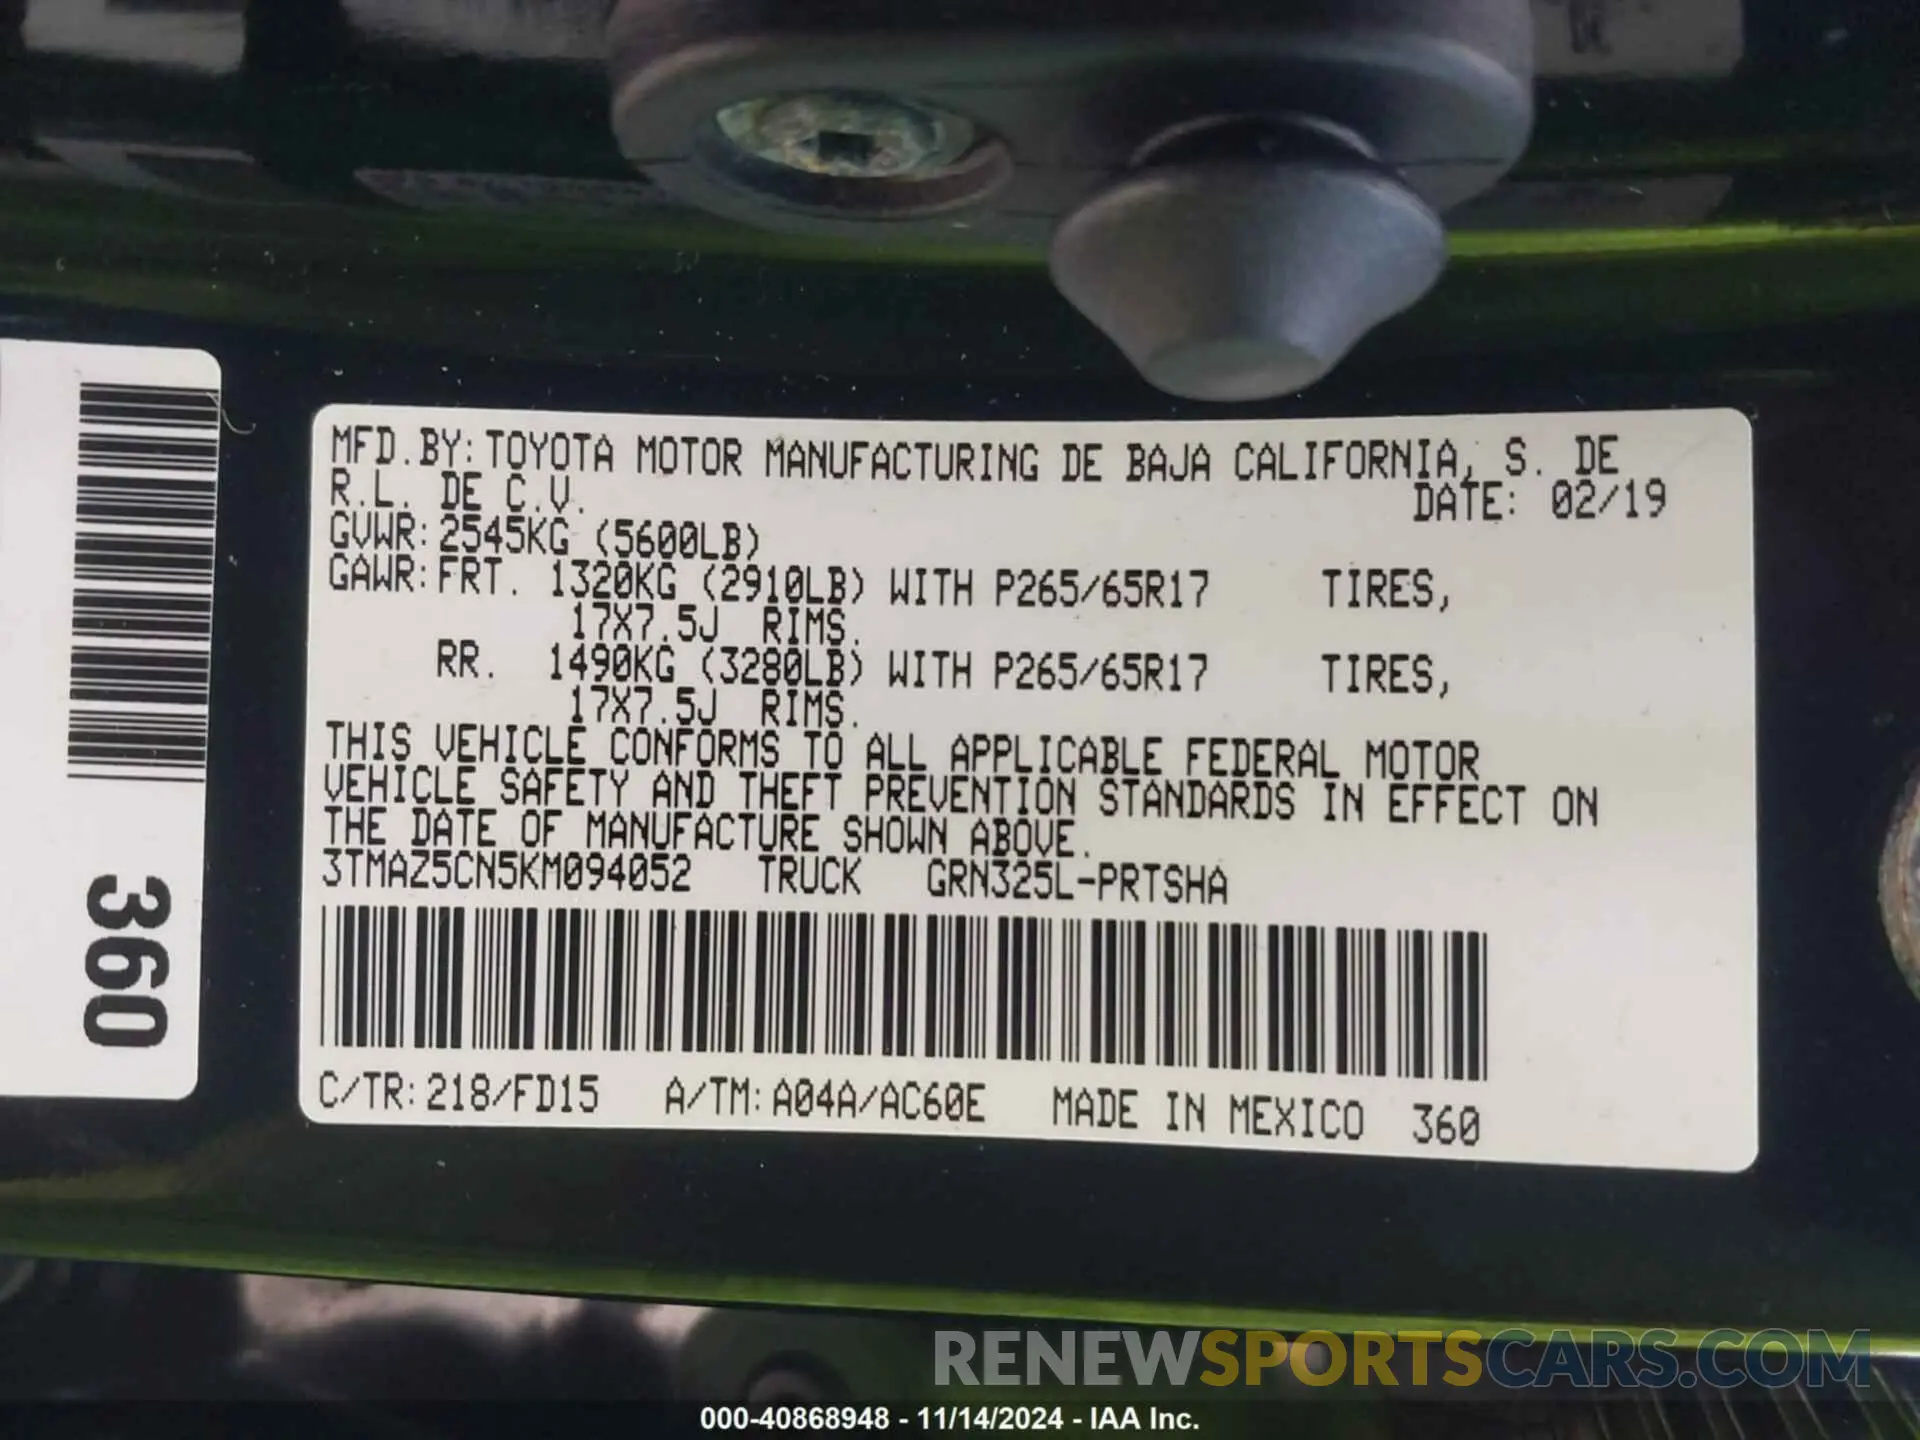 MFD.BY:TOYOTA MOTOR MANUFACTURING DE BAJA CALIFORNIA, S. DE
R.L. DE C.V. DATE: 02/19
GVWR:2545KG (5600LB)
GAWR:FRT. 1320KG (2910LB) WITH P265/65R17 TIRES,
17X7.5J RIMS.
RR. 1490KG (3280LB) WITH P265/65R17 TIRES,
17X7.5J RIMS.
THIS VEHICLE CONFORMS TO ALL APPLICABLE FEDERAL MOTOR
VEHICLE SAFETY AND THEFT PREVENTION STANDARDS IN EFFECT ON
THE DATE OF MANUFACTURE SHOWN ABOVE.
3TMAZ5CN5KM094052 TRUCK GRN325L-PRTSHA
C/TR:218/FD15 A/TM:A04A/AC60E MADE IN MEXICO 360
360
RENEWSPORTSCARS.COM
000-40868948 - 11/14/2024 - IAA Inc.